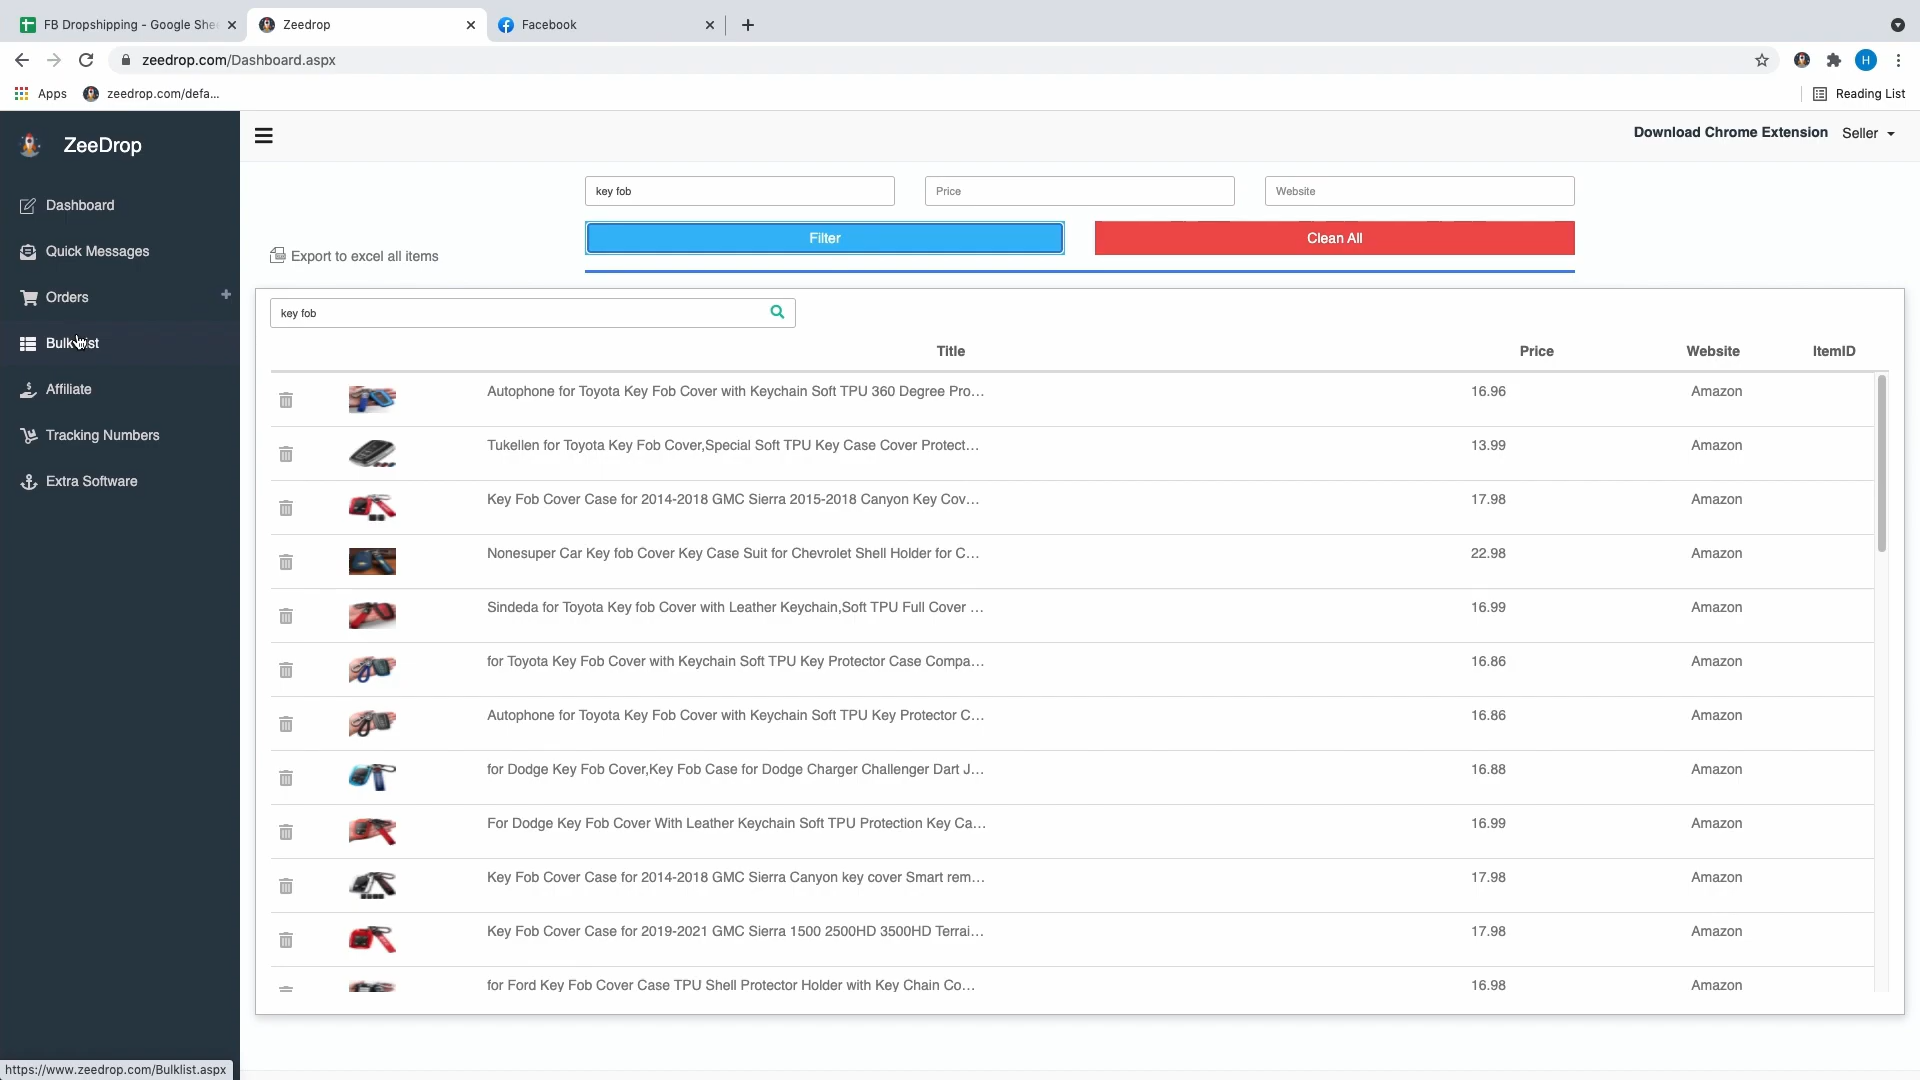 FB Dropshipping - Google She
Zeedrop
Facebook
zeedrop.com/Dashboard.aspx
H
Apps
zeedrop.com/defa...
Reading List
ZeeDrop
Download Chrome Extension
Seller
Dashboard
Quick Messages
Orders
Bulk list
Affiliate
Tracking Numbers
Extra Software
key fob
Price
Website
Export to excel all items
Filter
Clean All
key fob
Title Price Website ItemID
Autophone for Toyota Key Fob Cover with Keychain Soft TPU 360 Degree Pro... 16.96 Amazon
Tukellen for Toyota Key Fob Cover,Special Soft TPU Key Case Cover Protect... 13.99 Amazon
Key Fob Cover Case for 2014-2018 GMC Sierra 2015-2018 Canyon Key Cov... 17.98 Amazon
Nonesuper Car Key fob Cover Key Case Suit for Chevrolet Shell Holder for C... 22.98 Amazon
Sindeda for Toyota Key fob Cover with Leather Keychain,Soft TPU Full Cover ... 16.99 Amazon
for Toyota Key Fob Cover with Keychain Soft TPU Key Protector Case Compa... 16.86 Amazon
Autophone for Toyota Key Fob Cover with Keychain Soft TPU Key Protector C... 16.86 Amazon
for Dodge Key Fob Cover,Key Fob Case for Dodge Charger Challenger Dart J... 16.88 Amazon
For Dodge Key Fob Cover With Leather Keychain Soft TPU Protection Key Ca... 16.99 Amazon
Key Fob Cover Case for 2014-2018 GMC Sierra Canyon key cover Smart rem... 17.98 Amazon
Key Fob Cover Case for 2019-2021 GMC Sierra 1500 2500HD 3500HD Terrai... 17.98 Amazon
for Ford Key Fob Cover Case TPU Shell Protector Holder with Key Chain Co... 16.98 Amazon
https://www.zeedrop.com/Bulklist.aspx